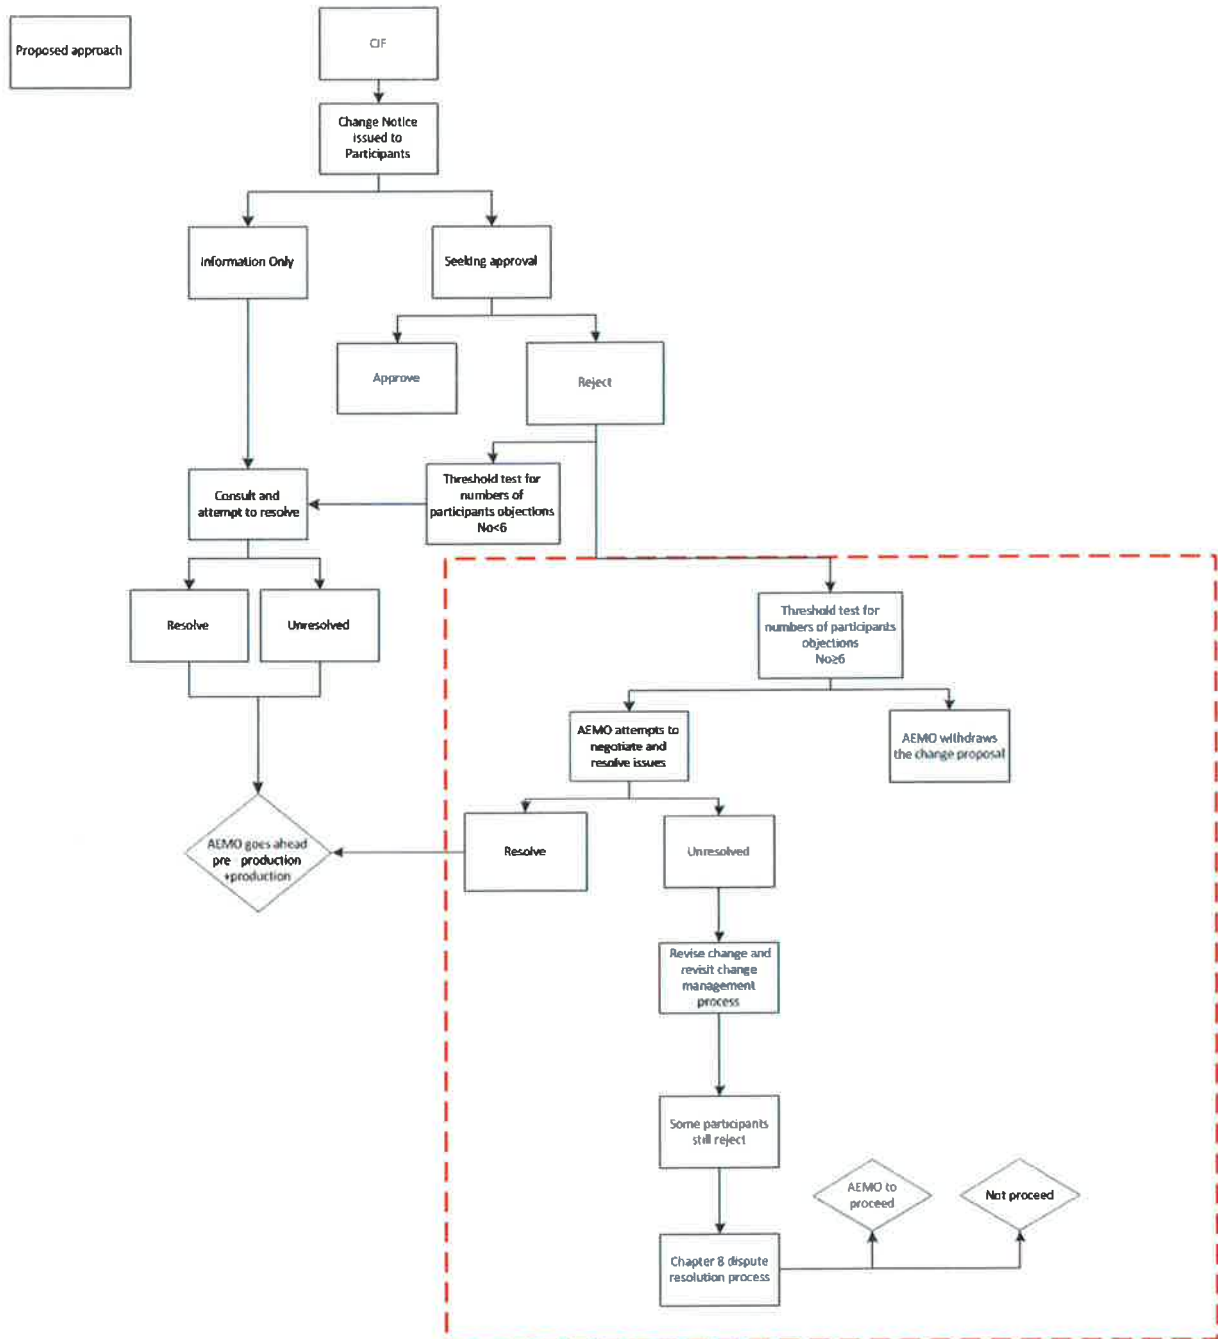 Proposed approach
CIF
Change Notice
issued to
Participants
Information Only
Seeking approval
Approve
Reject
Consult and
attempt to resolve
Threshold test for
numbers of
participants objections
No<6
Resolve
Unresolved
Threshold test for
numbers of participants
objections
No≥6
AEMO attempts to
negotiate and
resolve issues
AEMO withdraws
the change proposal
AEMO goes ahead
pre-production
+production
Resolve
Unresolved
Revise change and
revisit change
management
process
Some participants
still reject
AEMO to
proceed
Not proceed
Chapter 8 dispute
resolution process